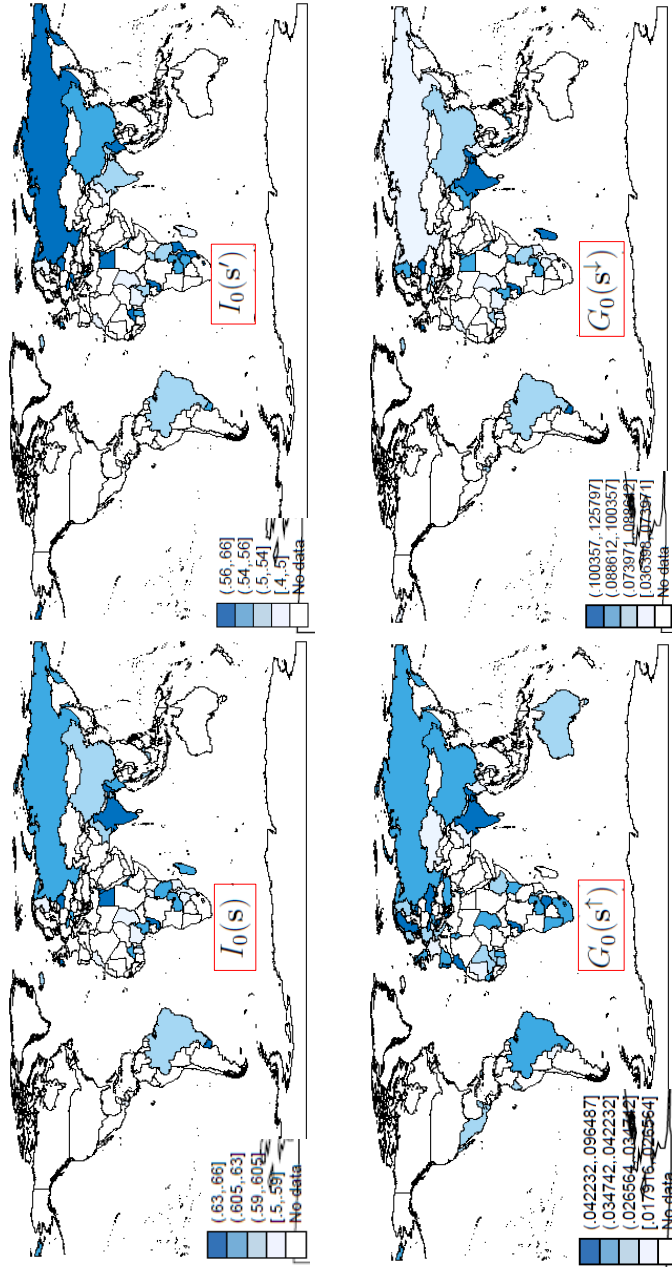 (.63,.66]
(.605,.63]
(.59,.605]
[.5,.59]
No data
I₀(s)
(.56,.66]
(.54,.56]
(.5,.54]
[.4,.5]
No data
I₀(s′)
(.042232,.096487]
(.034742,.042232]
(.026564,.034742]
[.017916,.026564]
No data
G₀(s↑)
(.100357,.125797]
(.088612,.100357]
(.073971,.088612]
[.036398,.073971]
No data
G₀(s↓)